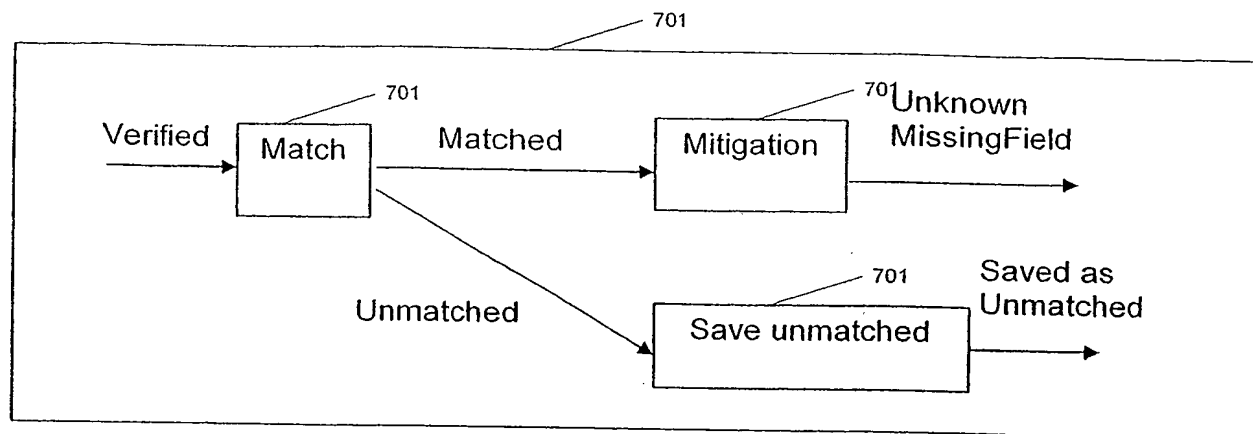 701
701
701
Unknown
MissingField
Verified
Match
Matched
Mitigation
701
Saved as
Unmatched
Unmatched
Save unmatched